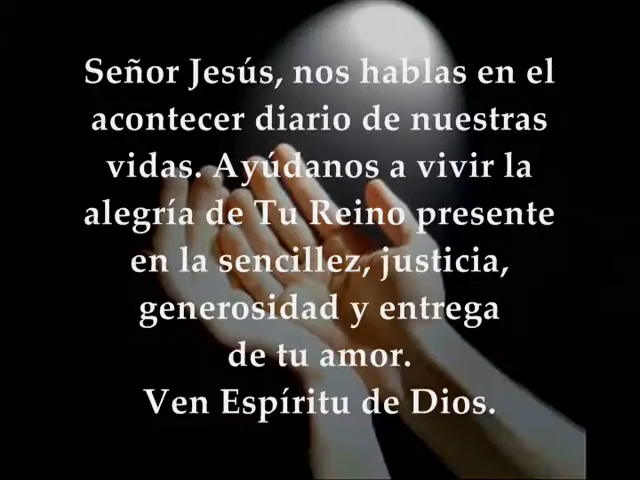 Señor Jesús, nos hablas en el
acontecer diario de nuestras
vidas. Ayúdanos a vivir la
alegría de Tu Reino presente
en la sencillez, justicia,
generosidad y entrega
de tu amor.
Ven Espíritu de Dios.